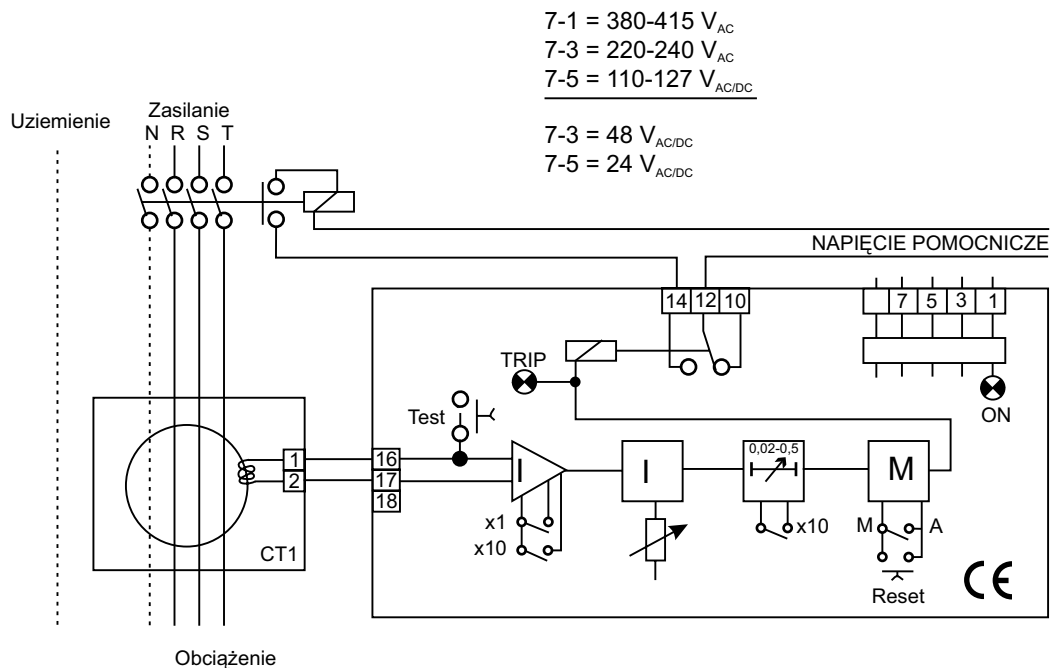 7-1 = 380-415 VAC
7-3 = 220-240 VAC
7-5 = 110-127 VAC/DC
7-3 = 48 VAC/DC
7-5 = 24 VAC/DC
Uziemienie
Zasilanie
N R S T
NAPIĘCIE POMOCNICZE
14 12 10
7 5 3 1
TRIP
ON
Test
1
2
16
17
18
I
I
0,02-0,5
M
x1
x10
x10
M A
Reset
CT1
CE
Obciążenie